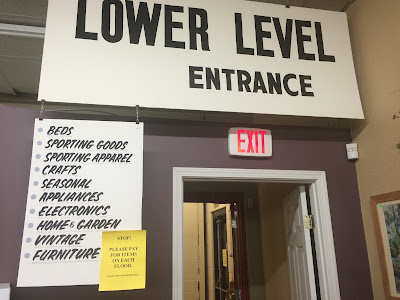 LOWER LEVEL
ENTRANCE
EXIT
BEDS
SPORTING GOODS
SPORTING APPAREL
CRAFTS
SEASONAL
APPLIANCES
ELECTRONICS
HOME & GARDEN
VINTAGE
FURNITURE
STOP!
PLEASE PAY
FOR ITEMS
ON EACH
FLOOR.